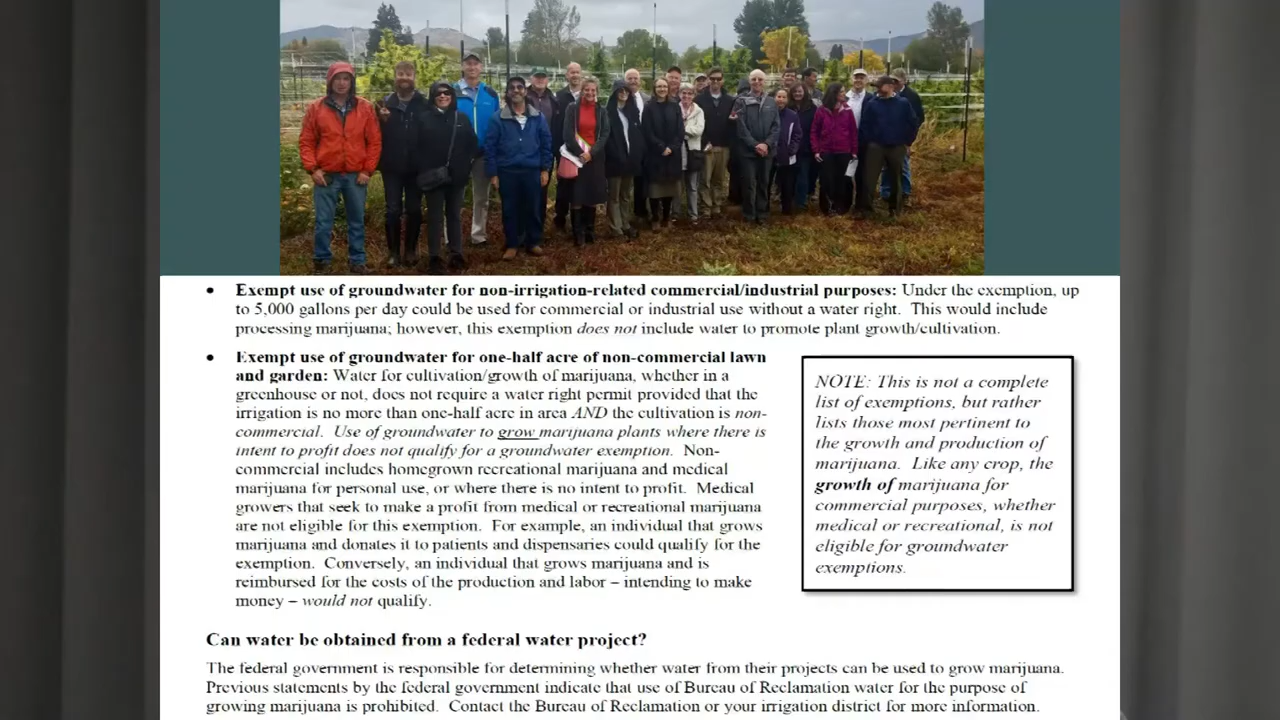 • Exempt use of groundwater for non-irrigation-related commercial/industrial purposes: Under the exemption, up
to 5,000 gallons per day could be used for commercial or industrial use without a water right. This would include
processing marijuana; however, this exemption does not include water to promote plant growth/cultivation.
• Exempt use of groundwater for one-half acre of non-commercial lawn
and garden: Water for cultivation/growth of marijuana, whether in a
greenhouse or not, does not require a water right permit provided that the
irrigation is no more than one-half acre in area AND the cultivation is non-
commercial. Use of groundwater to grow marijuana plants where there is
intent to profit does not qualify for a groundwater exemption. Non-
commercial includes homegrown recreational marijuana and medical
marijuana for personal use, or where there is no intent to profit. Medical
growers that seek to make a profit from medical or recreational marijuana
are not eligible for this exemption. For example, an individual that grows
marijuana and donates it to patients and dispensaries could qualify for the
exemption. Conversely, an individual that grows marijuana and is
reimbursed for the costs of the production and labor – intending to make
money – would not qualify.
NOTE: This is not a complete
list of exemptions, but rather
lists those most pertinent to
the growth and production of
marijuana. Like any crop, the
growth of marijuana for
commercial purposes, whether
medical or recreational, is not
eligible for groundwater
exemptions.
Can water be obtained from a federal water project?
The federal government is responsible for determining whether water from their projects can be used to grow marijuana.
Previous statements by the federal government indicate that use of Bureau of Reclamation water for the purpose of
growing marijuana is prohibited. Contact the Bureau of Reclamation or your irrigation district for more information.